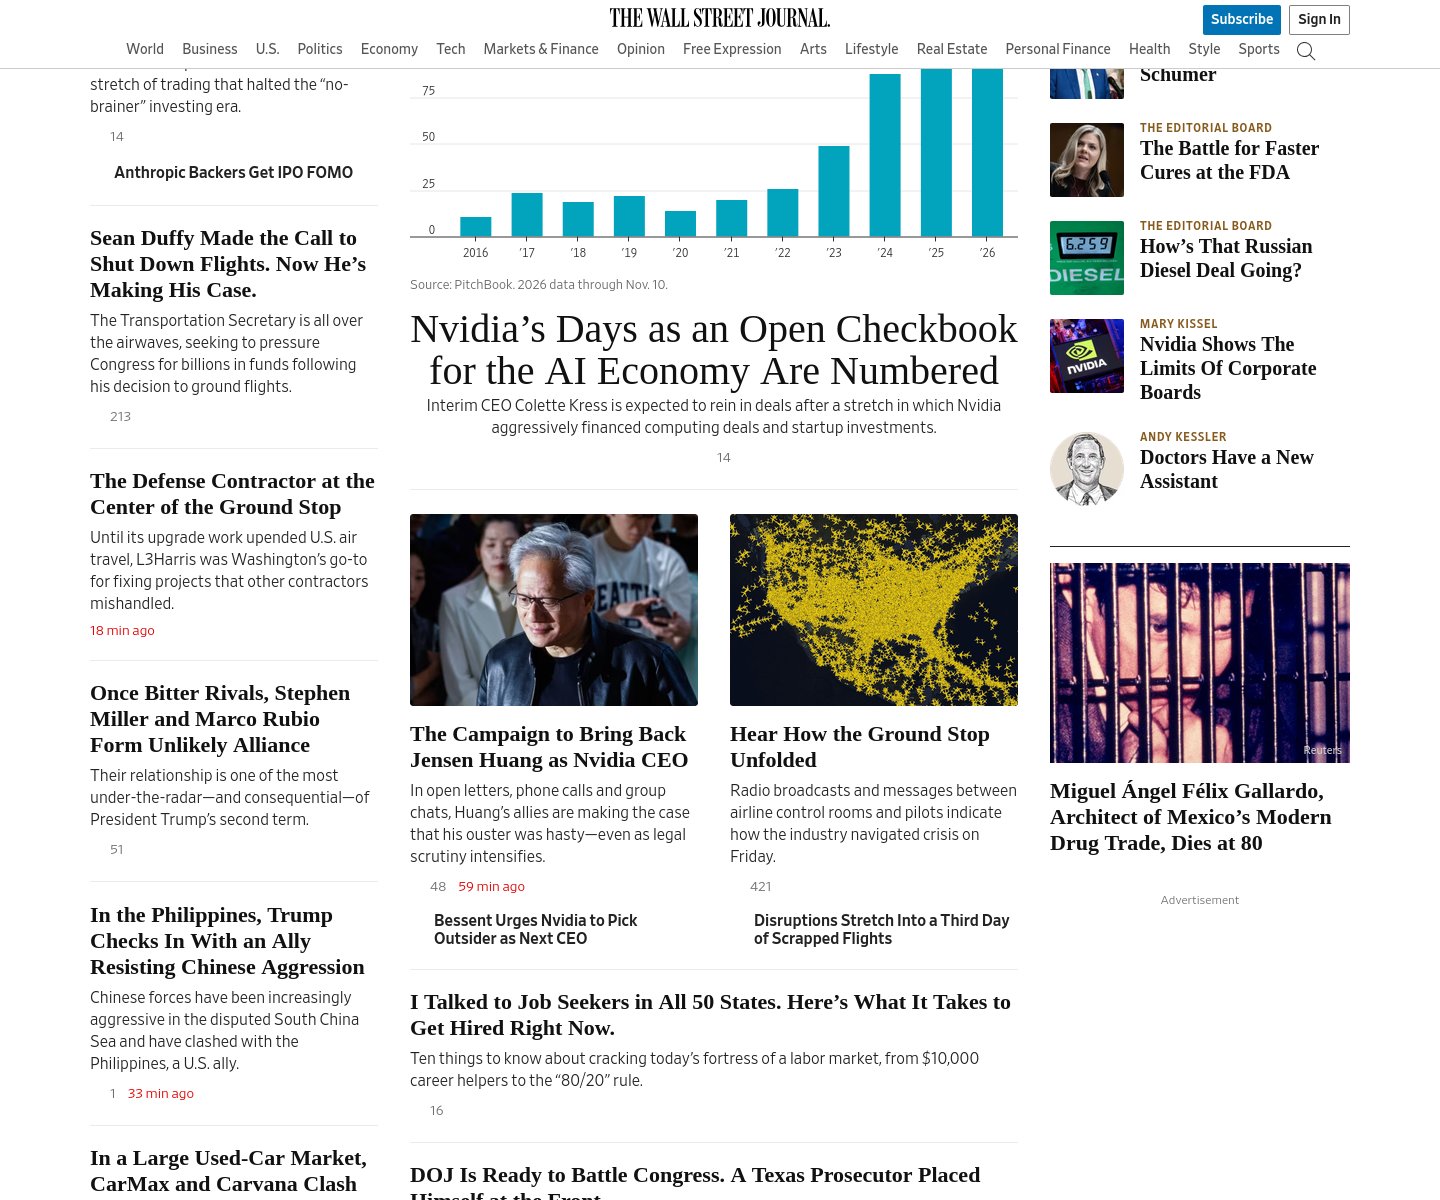 THE WALL STREET JOURNAL.
Subscribe
Sign In
World Business U.S. Politics Economy Tech Markets & Finance Opinion Free Expression Arts Lifestyle Real Estate Personal Finance Health Style Sports
stretch of trading that halted the “no-
brainer” investing era.
14
Anthropic Backers Get IPO FOMO
Sean Duffy Made the Call to
Shut Down Flights. Now He’s
Making His Case.
The Transportation Secretary is all over
the airwaves, seeking to pressure
Congress for billions in funds following
his decision to ground flights.
213
The Defense Contractor at the
Center of the Ground Stop
Until its upgrade work upended U.S. air
travel, L3Harris was Washington’s go-to
for fixing projects that other contractors
mishandled.
18 min ago
Once Bitter Rivals, Stephen
Miller and Marco Rubio
Form Unlikely Alliance
Their relationship is one of the most
under-the-radar—and consequential—of
President Trump’s second term.
51
In the Philippines, Trump
Checks In With an Ally
Resisting Chinese Aggression
Chinese forces have been increasingly
aggressive in the disputed South China
Sea and have clashed with the
Philippines, a U.S. ally.
1 33 min ago
In a Large Used-Car Market,
CarMax and Carvana Clash
75
50
25
0
2016 ’17 ’18 ’19 ’20 ’21 ’22 ’23 ’24 ’25 ’26
Source: PitchBook. 2026 data through Nov. 10.
Nvidia’s Days as an Open Checkbook
for the AI Economy Are Numbered
Interim CEO Colette Kress is expected to rein in deals after a stretch in which Nvidia
aggressively financed computing deals and startup investments.
14
SEATTLE
The Campaign to Bring Back
Jensen Huang as Nvidia CEO
In open letters, phone calls and group
chats, Huang’s allies are making the case
that his ouster was hasty—even as legal
scrutiny intensifies.
48 59 min ago
Bessent Urges Nvidia to Pick
Outsider as Next CEO
Hear How the Ground Stop
Unfolded
Radio broadcasts and messages between
airline control rooms and pilots indicate
how the industry navigated crisis on
Friday.
421
Disruptions Stretch Into a Third Day
of Scrapped Flights
I Talked to Job Seekers in All 50 States. Here’s What It Takes to
Get Hired Right Now.
Ten things to know about cracking today’s fortress of a labor market, from $10,000
career helpers to the “80/20” rule.
16
DOJ Is Ready to Battle Congress. A Texas Prosecutor Placed
Himself at the Front.
Schumer
THE EDITORIAL BOARD
The Battle for Faster
Cures at the FDA
6.259
DIESEL
THE EDITORIAL BOARD
How’s That Russian
Diesel Deal Going?
NVIDIA
MARY KISSEL
Nvidia Shows The
Limits Of Corporate
Boards
ANDY KESSLER
Doctors Have a New
Assistant
Reuters
Miguel Ángel Félix Gallardo,
Architect of Mexico’s Modern
Drug Trade, Dies at 80
Advertisement